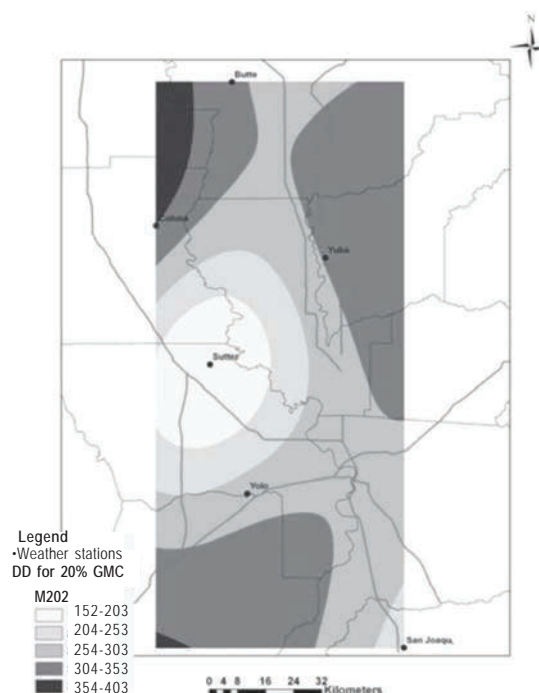 N
Butte
Colusa
Yuba
Sutter
Yolo
San Joaqu,
Legend
•Weather stations
DD for 20% GMC
M202
152-203
204-253
254-303
304-353
354-403
0 4 8 16 24 32
Kilometers